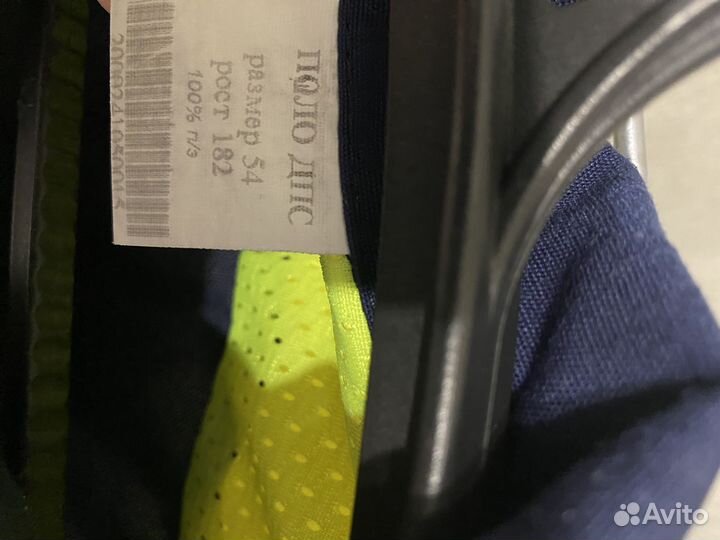 ПОЛО ДПС
размер 54
рост 182
100% п/э
Avito